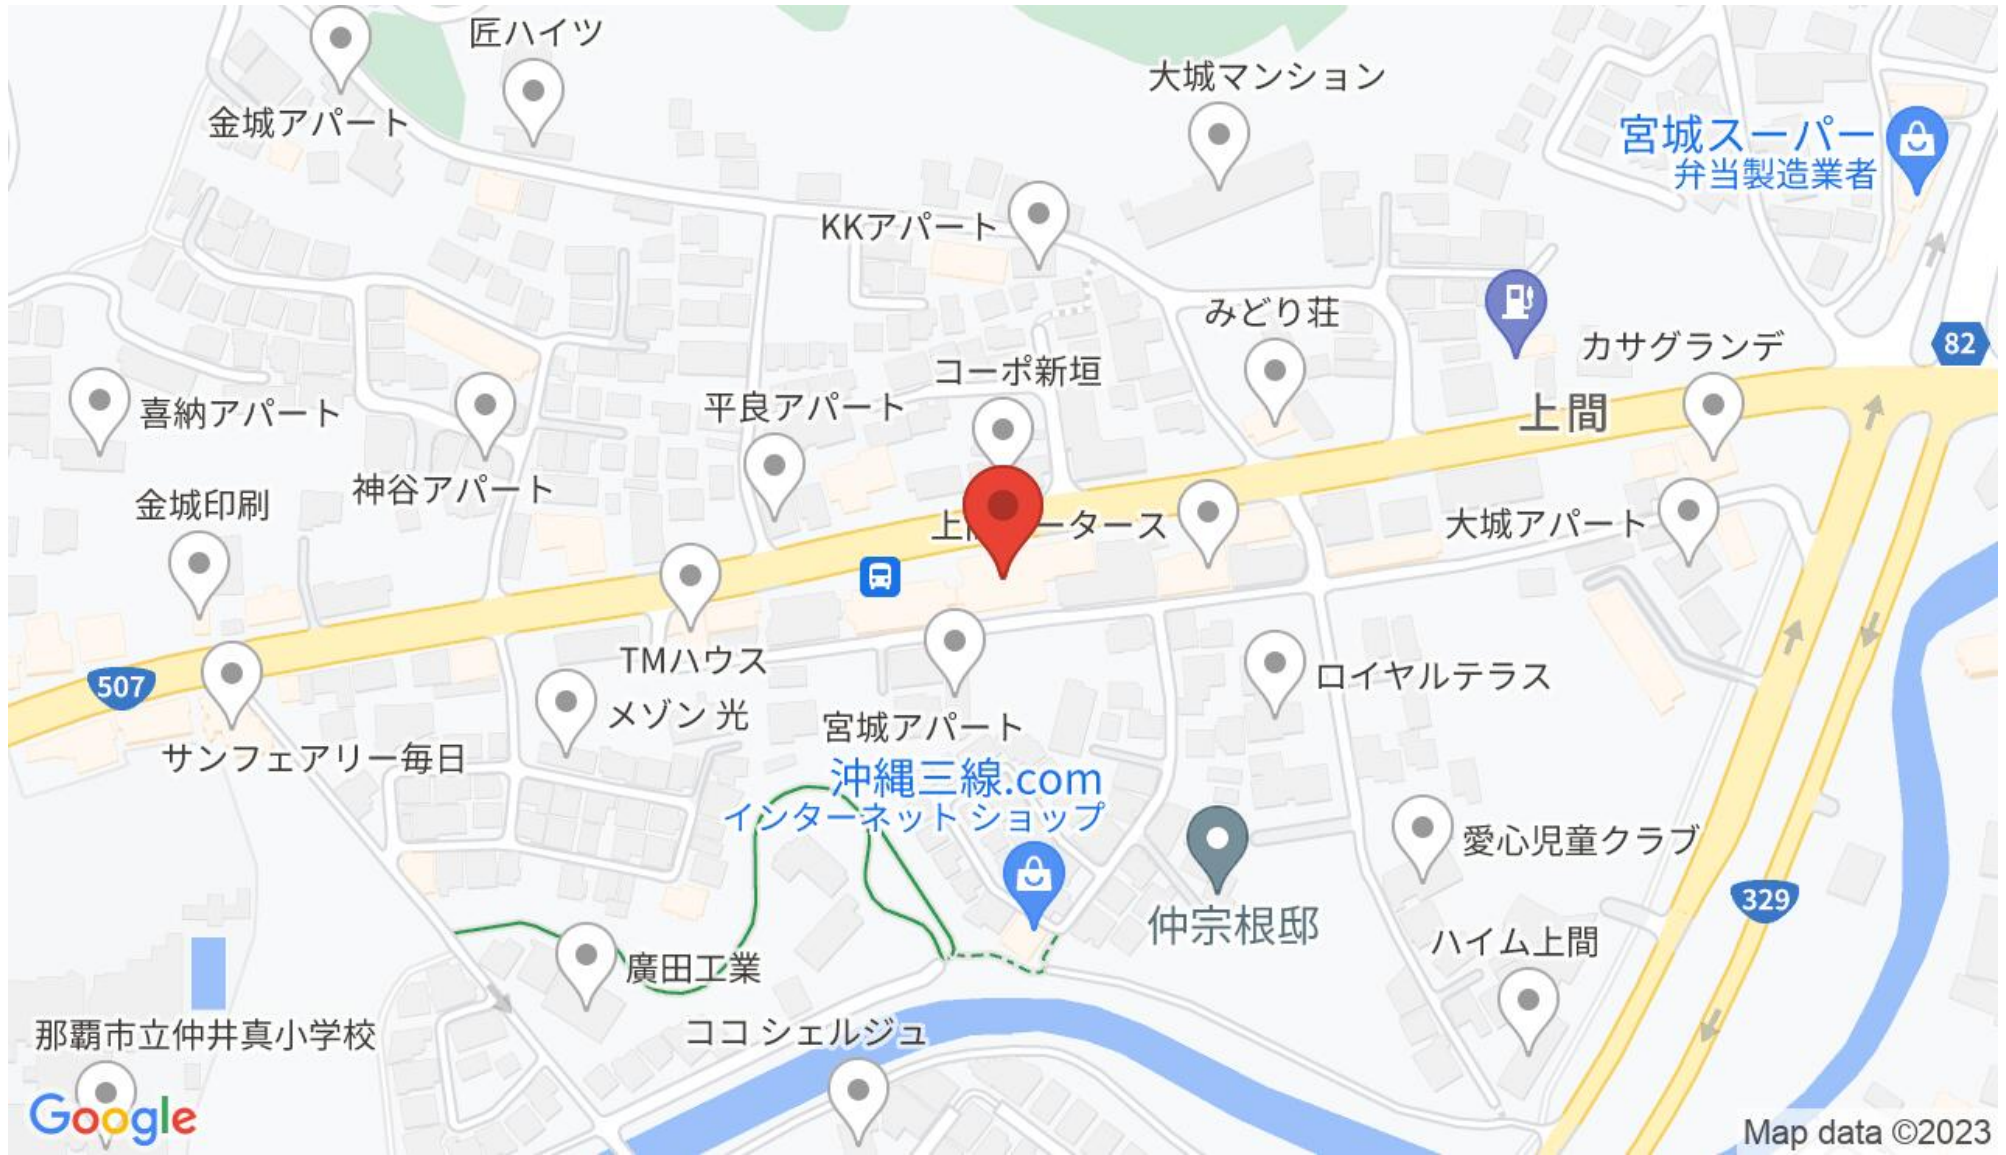 匠ハイツ
金城アパート
大城マンション
宮城スーパー
弁当製造業者
KKアパート
みどり荘
カサグランデ
82
コーポ新垣
喜納アパート
平良アパート
上間
神谷アパート
金城印刷
上
ータース
大城アパート
TMハウス
ロイヤルテラス
507
メゾン 光
宮城アパート
サンフェアリー毎日
沖縄三線.com
インターネット ショップ
愛心児童クラブ
329
仲宗根邸
ハイム上間
廣田工業
那覇市立仲井真小学校
ココ シェルジュ
Google
Map data ©2023